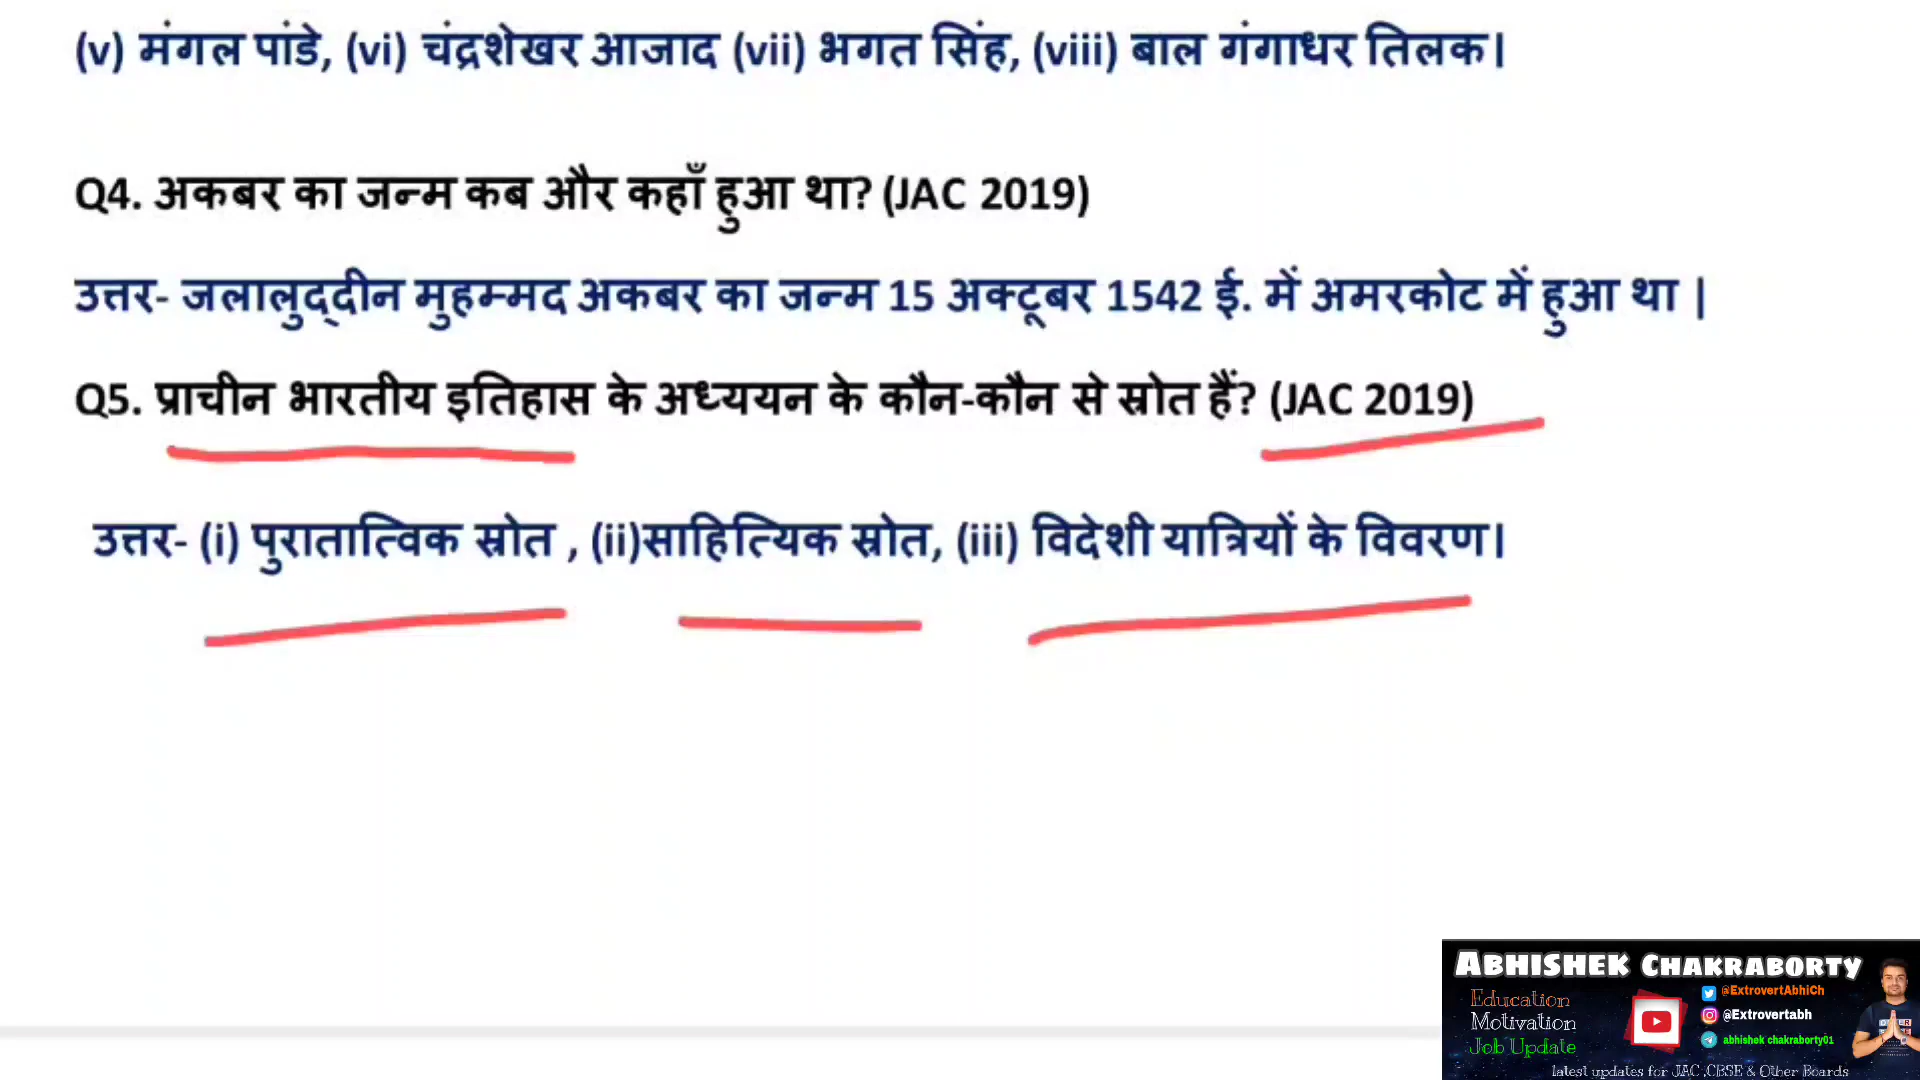 (v) मंगल पांडे, (vi) चंद्रशेखर आजाद (vii) भगत सिंह, (viii) बाल गंगाधर तिलक।
Q4. अकबर का जन्म कब और कहाँ हुआ था? (JAC 2019)
उत्तर- जलालुद्दीन मुहम्मद अकबर का जन्म 15 अक्टूबर 1542 ई. में अमरकोट में हुआ था |
Q5. प्राचीन भारतीय इतिहास के अध्ययन के कौन-कौन से स्रोत हैं? (JAC 2019)
उत्तर- (i) पुरातात्विक स्रोत , (ii)साहित्यिक स्रोत, (iii) विदेशी यात्रियों के विवरण।
ABHISHEK CHAKRABORTY
Education
@ExtrovertAbhiCh
Motivation
@Extrovertabh
Job Update
abhishek chakraborty01
latest updates for JAC ,CBSE & Other Boards